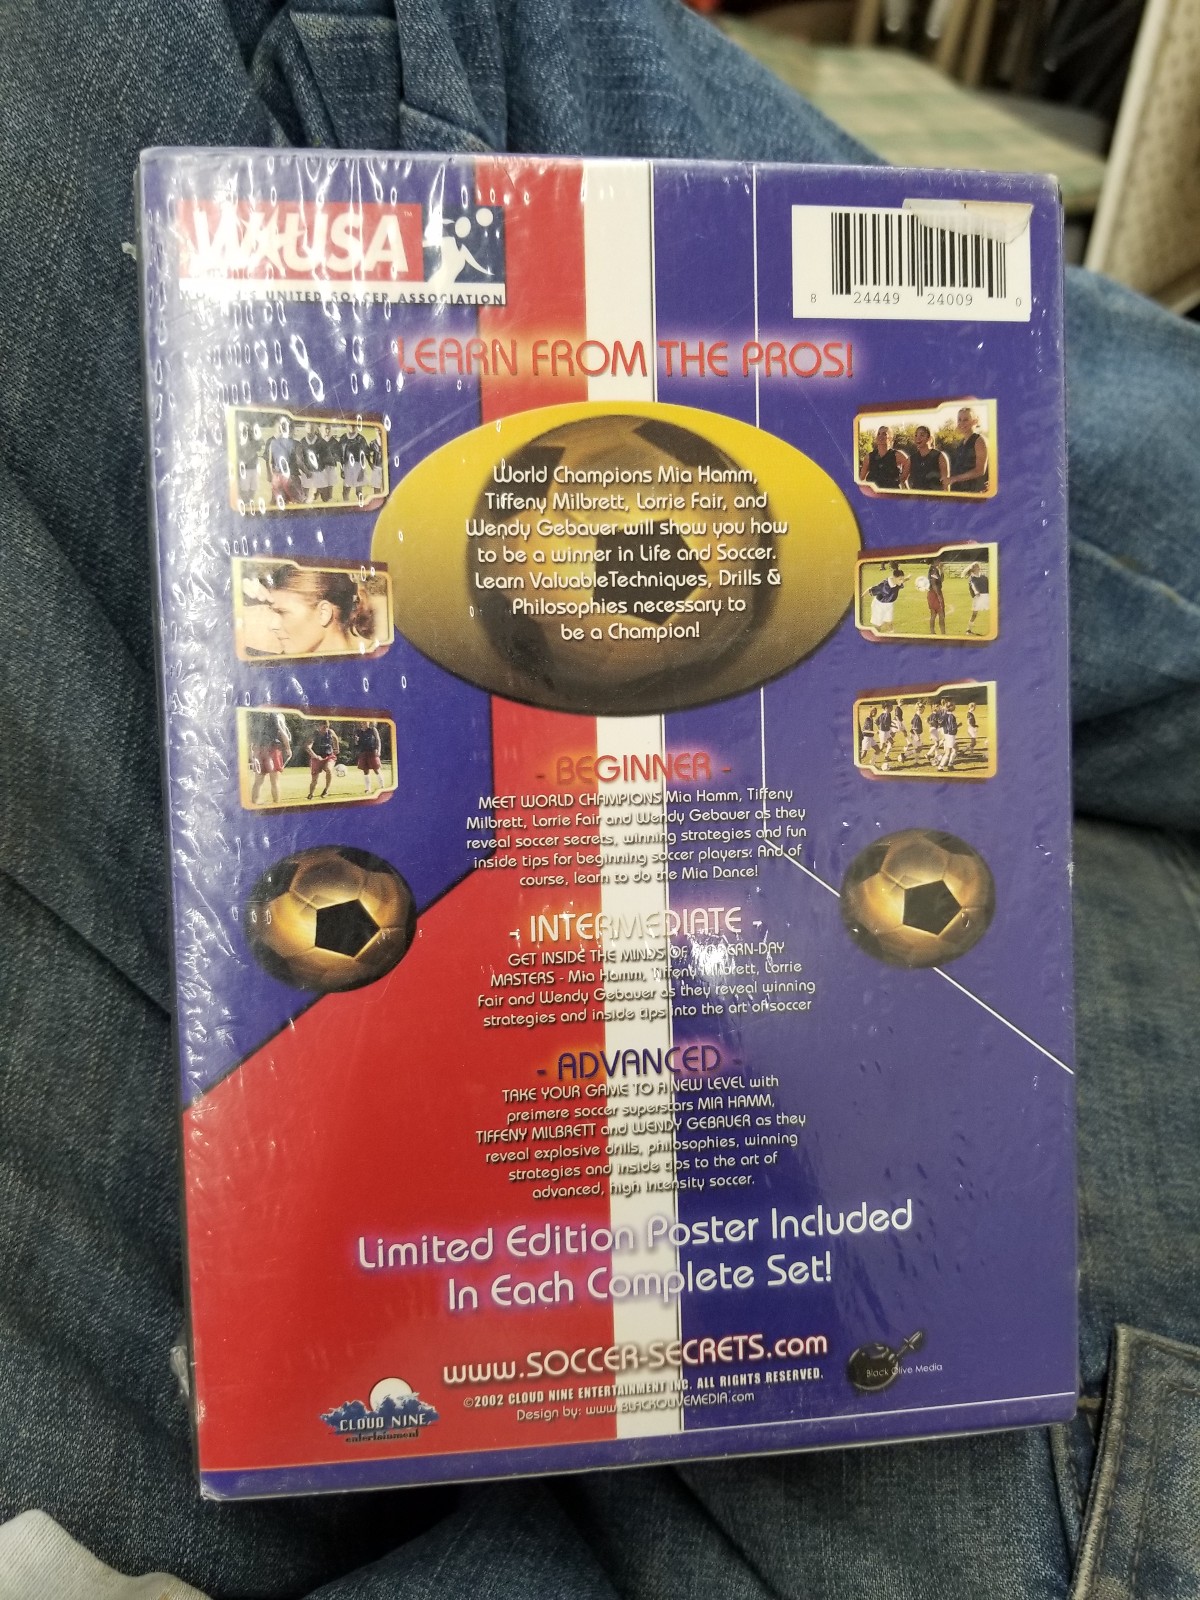 WUSA™
WOMEN'S UNITED SOCCER ASSOCIATION
8 24449 24009 0
LEARN FROM THE PROS!
World Champions Mia Hamm,
Tiffeny Milbrett, Lorrie Fair, and
Wendy Gebauer will show you how
to be a winner in Life and Soccer.
Learn ValuableTechniques, Drills &
Philosophies necessary to
be a Champion!
- BEGINNER -
MEET WORLD CHAMPIONS Mia Hamm, Tiffeny
Milbrett, Lorrie Fair and Wendy Gebauer as they
reveal soccer secrets, winning strategies and fun
inside tips for beginning soccer players. And of
course, learn to do the Mia Dance!
- INTERMEDIATE -
GET INSIDE THE MINDS OF MODERN-DAY
MASTERS - Mia Hamm, Tiffeny Milbrett, Lorrie
Fair and Wendy Gebauer as they reveal winning
strategies and inside tips into the art of soccer
- ADVANCED -
TAKE YOUR GAME TO A NEW LEVEL with
preimere soccer superstars MIA HAMM,
TIFFENY MILBRETT and WENDY GEBAUER as they
reveal explosive drills, philosophies, winning
strategies and inside tips to the art of
advanced, high intensity soccer.
Limited Edition Poster Included
In Each Complete Set!
www.SOCCER-SECRETS.com
©2002 CLOUD NINE ENTERTAINMENT INC. ALL RIGHTS RESERVED.
Design by: www.BLACKOLIVEMEDIA.com
CLOUD NINE
entertainment
Black Olive Media